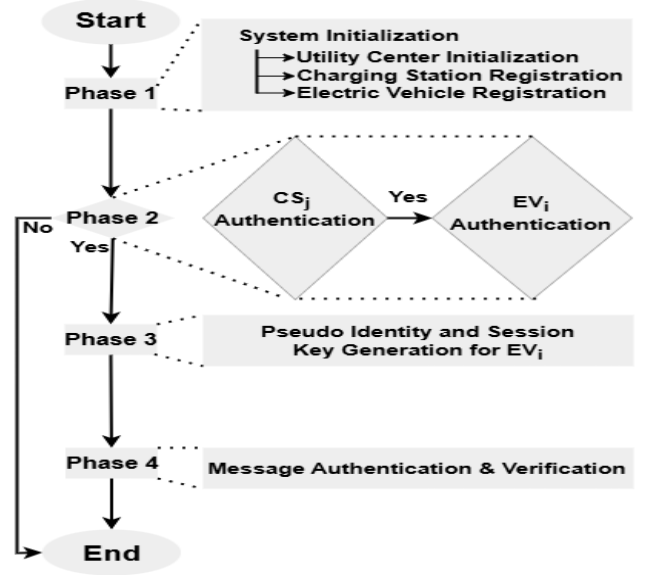 Start
System Initialization
Utility Center Initialization
Charging Station Registration
Electric Vehicle Registration
Phase 1
CSj
Authentication
Yes
EVi
Authentication
Phase 2
No
Yes
Phase 3
Pseudo Identity and Session
Key Generation for EVi
Phase 4
Message Authentication & Verification
End